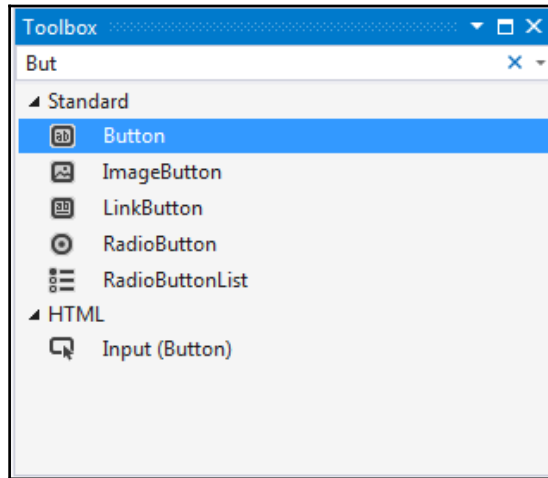 Toolbox
But
Standard
Button
ImageButton
LinkButton
RadioButton
RadioButtonList
HTML
Input (Button)